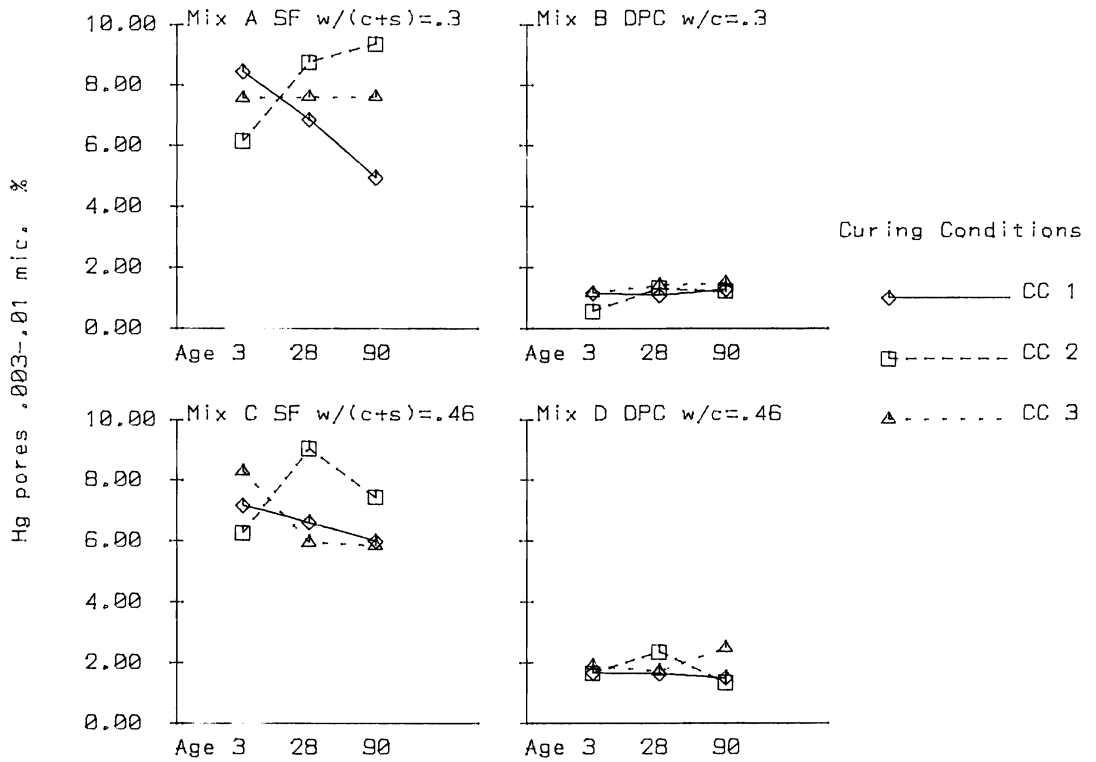 Hg pores .003-.01 mic. %
Mix A SF w/(c+s)=.3
10.00
8.00
6.00
4.00
2.00
0.00
Age 3 28 90
Mix B OPC w/c=.3
Age 3 28 90
Mix C SF w/(c+s)=.46
10.00
8.00
6.00
4.00
2.00
0.00
Age 3 28 90
Mix D OPC w/c=.46
Age 3 28 90
Curing Conditions
CC 1
CC 2
CC 3